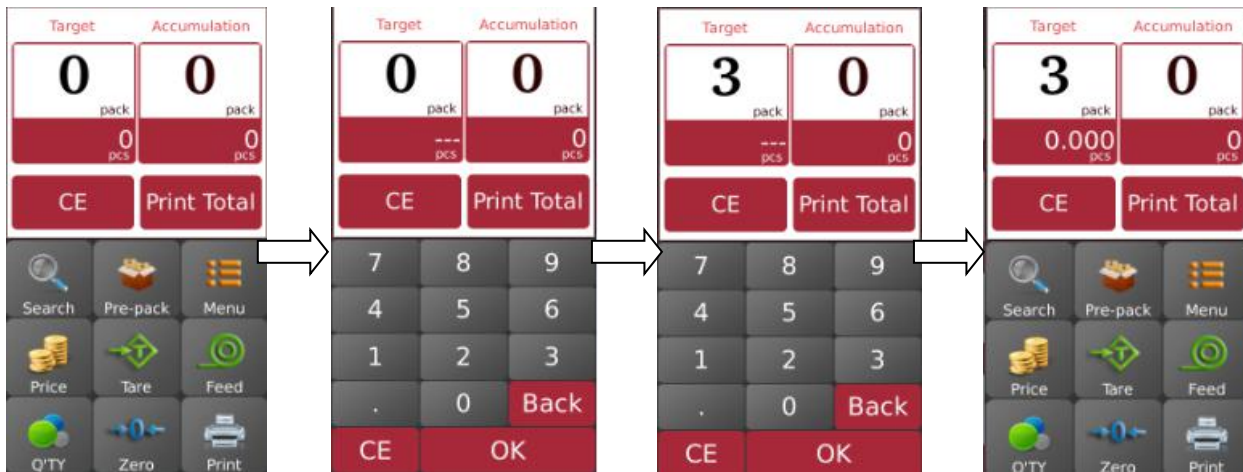 Target Accumulation
0 0
pack pack
0 0
pcs pcs
CE Print Total
Search Pre-pack Menu
Price Tare Feed
Q'TY Zero Print
Target Accumulation
0 0
pack pack
--- 0
pcs pcs
CE Print Total
7 8 9
4 5 6
1 2 3
. 0 Back
CE OK
Target Accumulation
3 0
pack pack
--- 0
pcs pcs
CE Print Total
7 8 9
4 5 6
1 2 3
. 0 Back
CE OK
Target Accumulation
3 0
pack pack
0.000 0
pcs pcs
CE Print Total
Search Pre-pack Menu
Price Tare Feed
Q'TY Zero Print